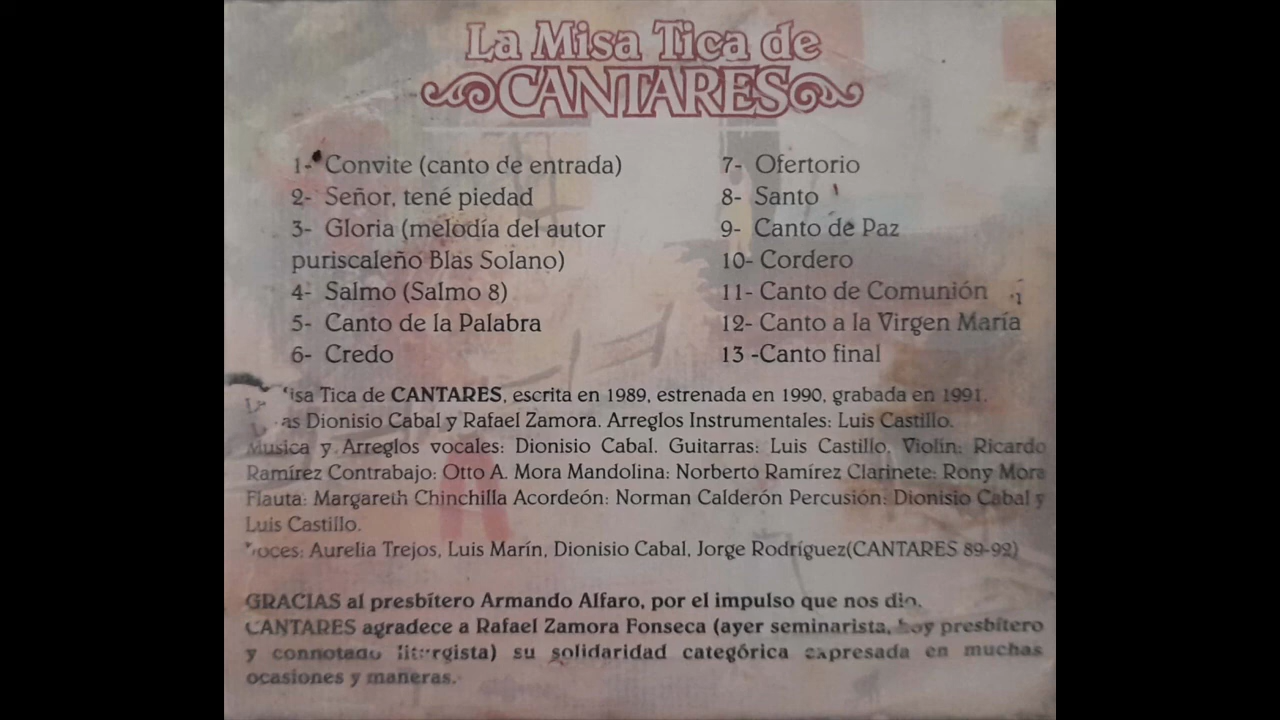 La Misa Tica de
CANTARES
1- Convite (canto de entrada)
2- Señor, tené piedad
3- Gloria (melodía del autor
puriscaleño Blas Solano)
4- Salmo (Salmo 8)
5- Canto de la Palabra
6- Credo
7- Ofertorio
8- Santo
9- Canto de Paz
10- Cordero
11- Canto de Comunión
12- Canto a la Virgen María
13 -Canto final
Tica de CANTARES, escrita en 1989, estrenada en 1990, grabada en 1991.
Dionisio Cabal y Rafael Zamora. Arreglos Instrumentales: Luis Castillo.
Musica y Arreglos vocales: Dionisio Cabal. Guitarras: Luis Castillo. Violín: Ricardo
Ramírez Contrabajo: Otto A. Mora Mandolina: Norberto Ramírez Clarinete: Rony Mora
Flauta: Margareth Chinchilla Acordeón: Norman Calderón Percusión: Dionisio Cabal y
Luis Castillo.
Voces: Aurelia Trejos, Luis Marín, Dionisio Cabal, Jorge Rodríguez(CANTARES 89-92)
GRACIAS al presbítero Armando Alfaro, por el impulso que nos dio.
CANTARES agradece a Rafael Zamora Fonseca (ayer seminarista, hoy presbítero
y connotado liturgista) su solidaridad categórica expresada en muchas
ocasiones y maneras.